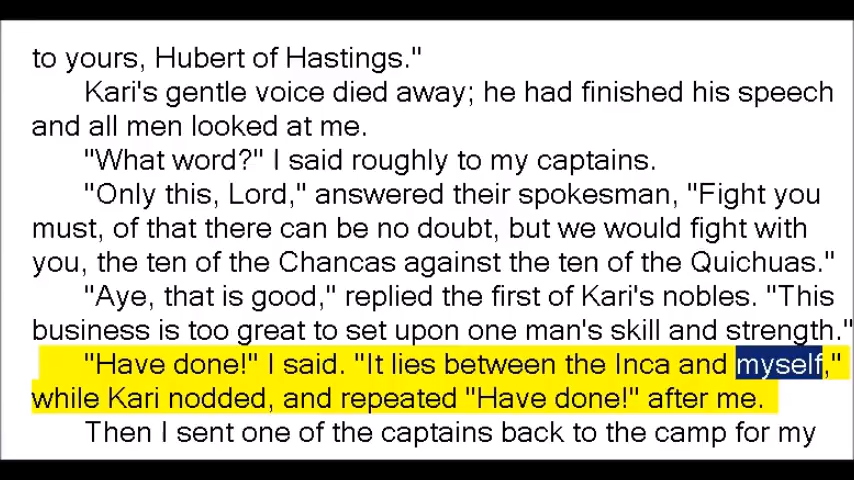 to yours, Hubert of Hastings."
Kari's gentle voice died away; he had finished his speech
and all men looked at me.
"What word?" I said roughly to my captains.
"Only this, Lord," answered their spokesman, "Fight you
must, of that there can be no doubt, but we would fight with
you, the ten of the Chancas against the ten of the Quichuas."
"Aye, that is good," replied the first of Kari's nobles. "This
business is too great to set upon one man's skill and strength."
"Have done!" I said. "It lies between the Inca and myself,"
while Kari nodded, and repeated "Have done!" after me.
Then I sent one of the captains back to the camp for my